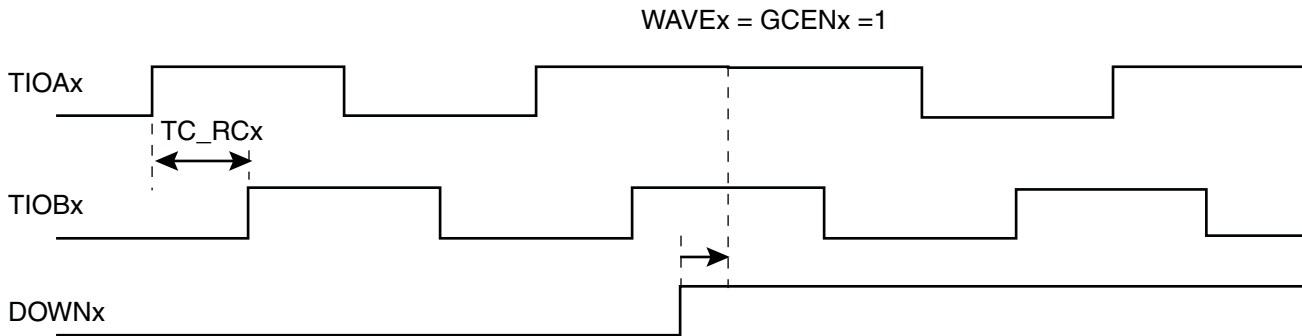 WAVEx = GCENx =1
TIOAx
TC_RCx
TIOBx
DOWNx